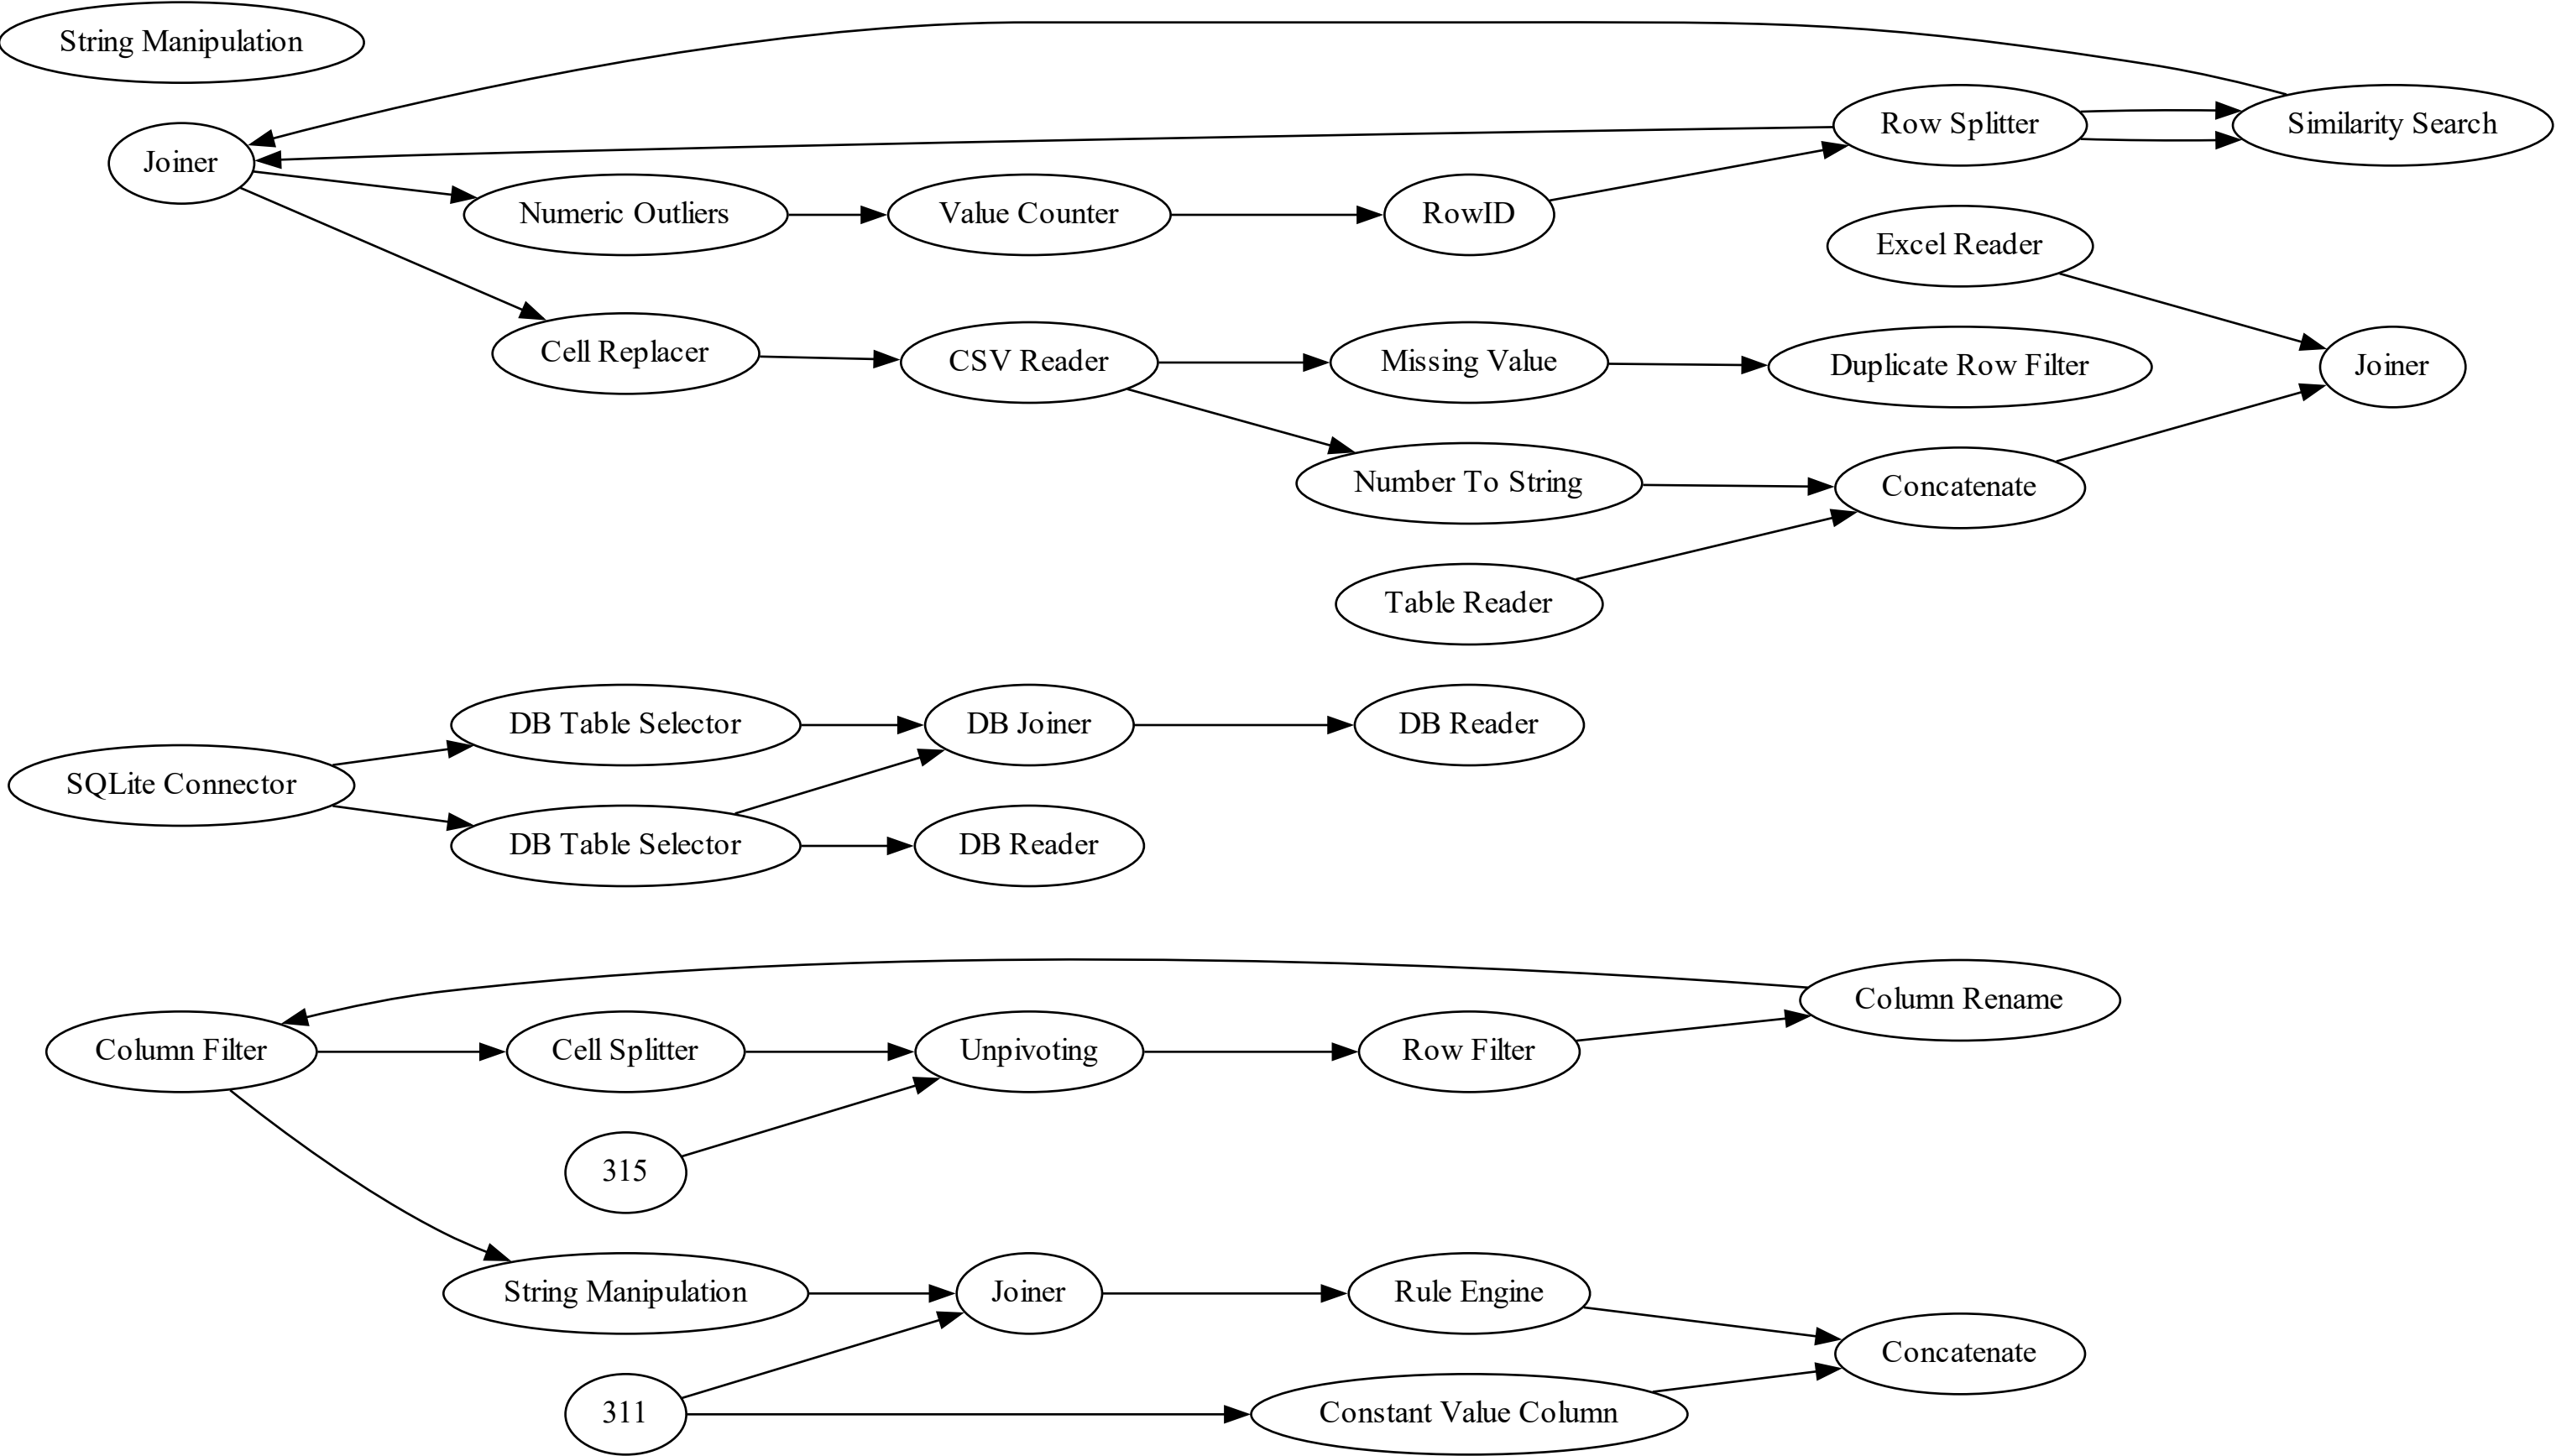 String Manipulation
Joiner
Row Splitter
Similarity Search
Numeric Outliers
Value Counter
RowID
Excel Reader
Cell Replacer
CSV Reader
Missing Value
Duplicate Row Filter
Joiner
Number To String
Concatenate
Table Reader
DB Table Selector
DB Joiner
DB Reader
SQLite Connector
DB Table Selector
DB Reader
Column Rename
Column Filter
Cell Splitter
Unpivoting
Row Filter
315
String Manipulation
Joiner
Rule Engine
Concatenate
311
Constant Value Column